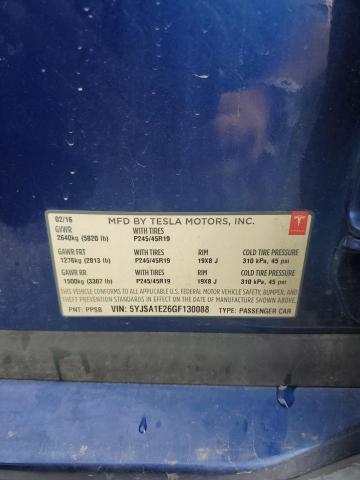 02/16 MFD BY TESLA MOTORS, INC.
GVWR WITH TIRES
2640kg (5820 lb) P245/45R19
GAWR FRT WITH TIRES RIM COLD TIRE PRESSURE
1276kg (2813 lb) P245/45R19 19X8 J 310 kPa, 45 psi
GAWR RR WITH TIRES RIM COLD TIRE PRESSURE
1500kg (3307 lb) P245/45R19 19X8 J 310 kPa, 45 psi
THIS VEHICLE CONFORMS TO ALL APPLICABLE U.S. FEDERAL MOTOR VEHICLE SAFETY, BUMPER, AND
THEFT PREVENTION STANDARDS IN EFFECT ON THE DATE OF MANUFACTURE SHOWN ABOVE.
PNT: PPSB VIN: 5YJSA1E26GF130088 TYPE: PASSENGER CAR